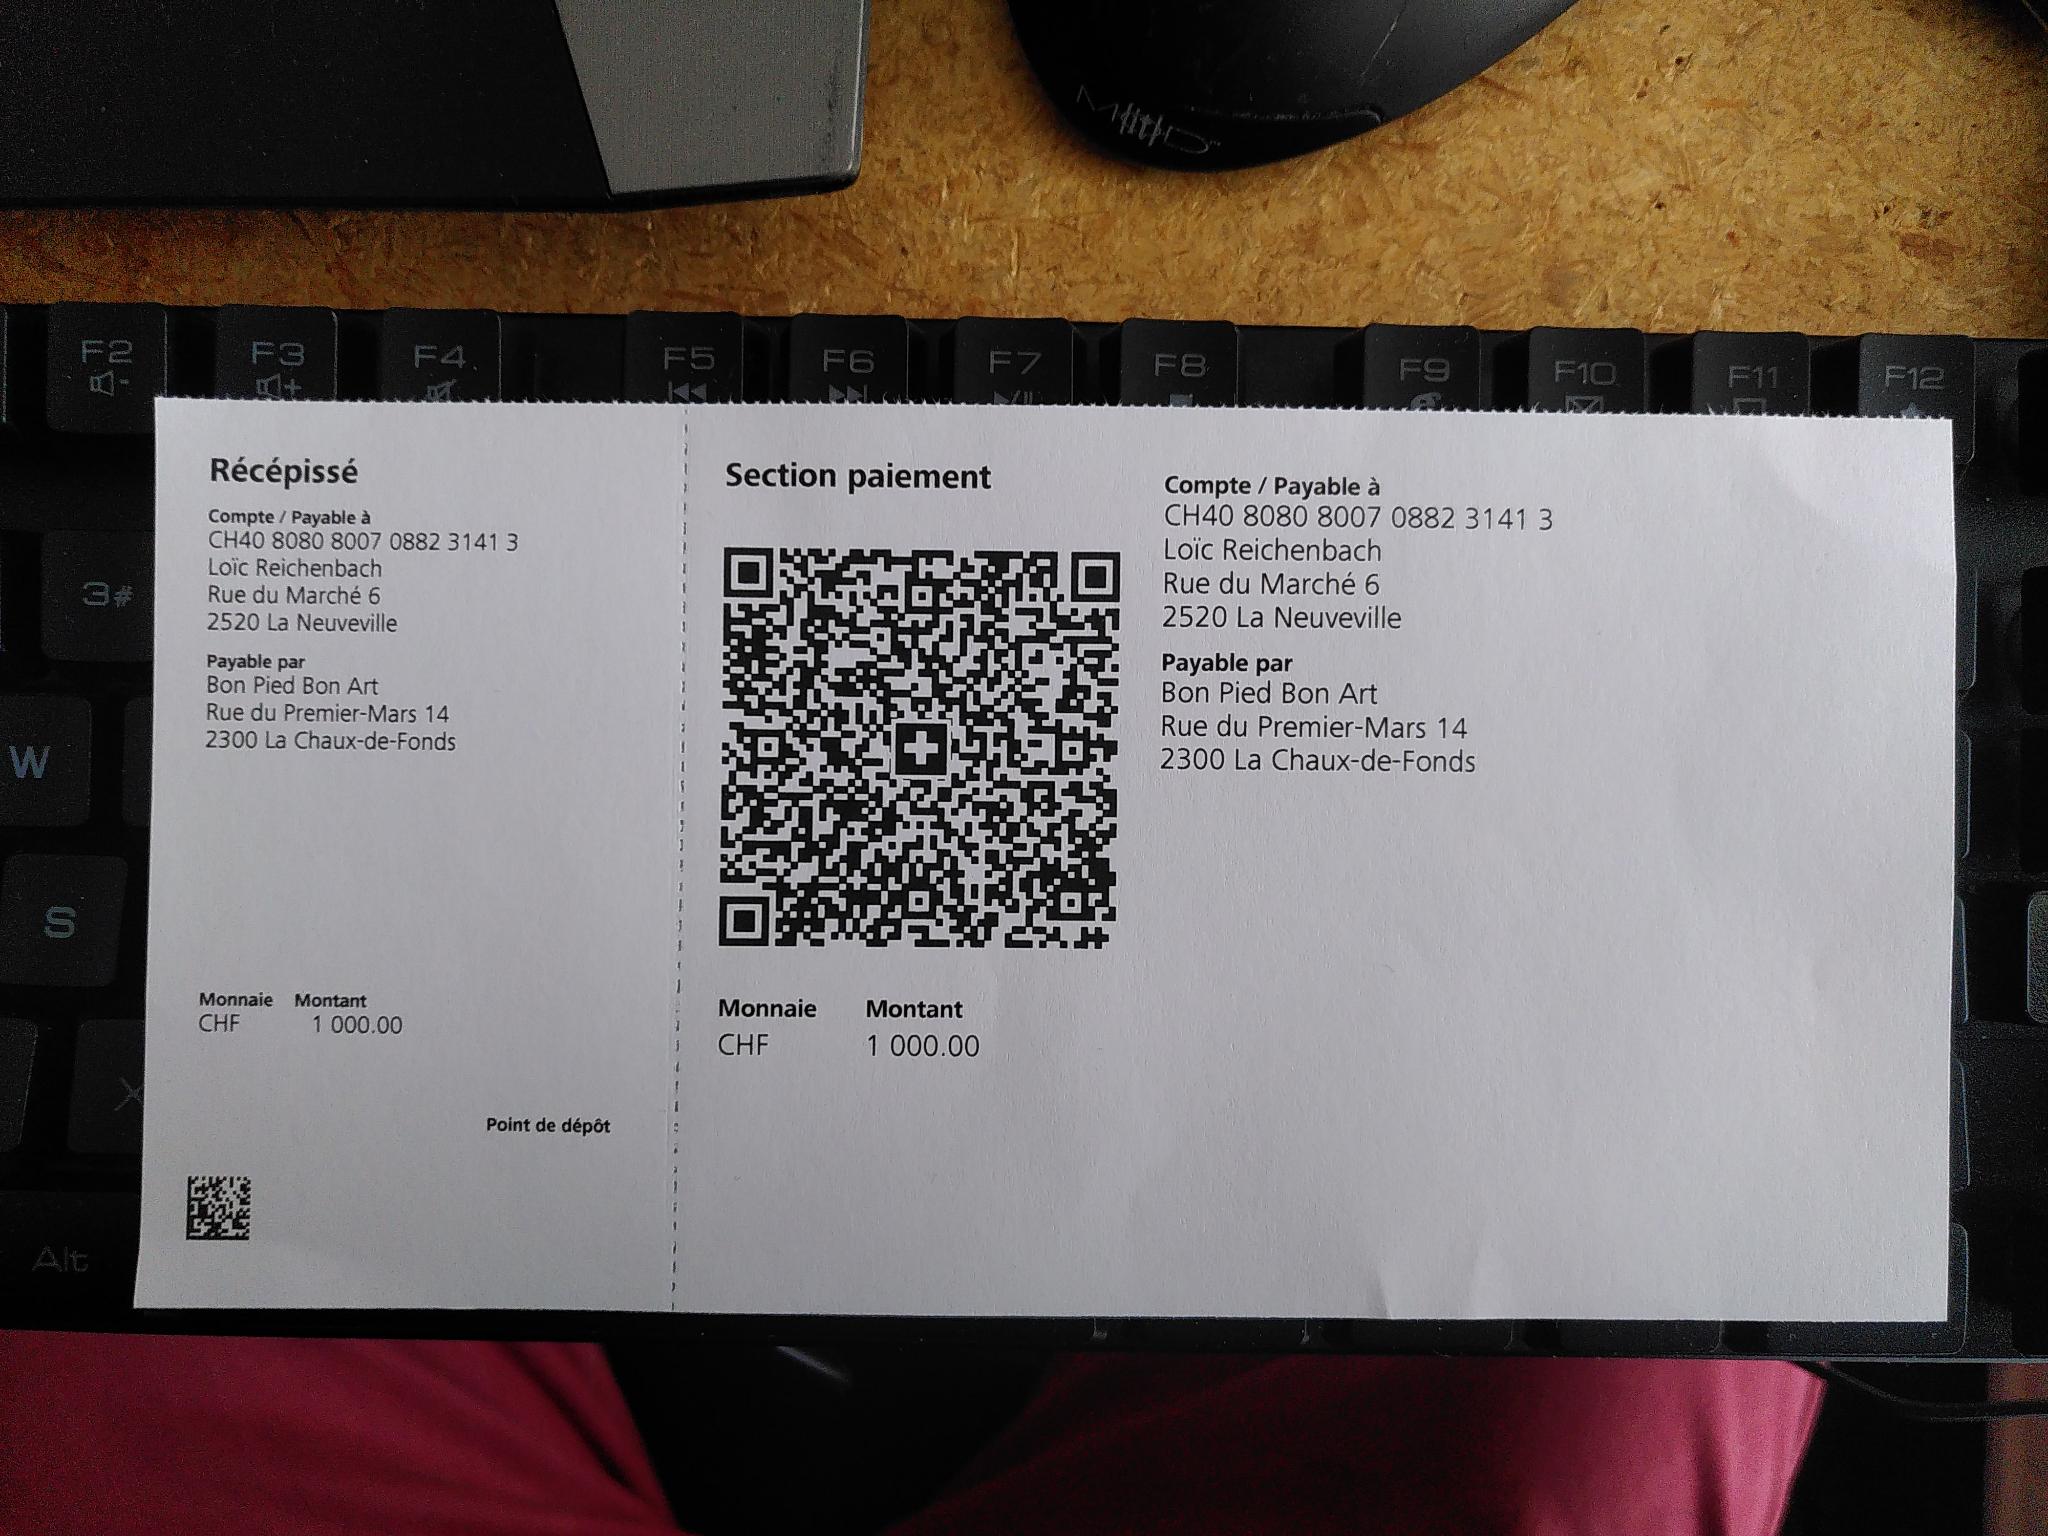 F2
F3
F4
F5
F6
F7
F8
F9
F10
F11
F12
3#
W
S
X
Alt
Récépissé
Compte / Payable à
CH40 8080 8007 0882 3141 3
Loïc Reichenbach
Rue du Marché 6
2520 La Neuveville
Payable par
Bon Pied Bon Art
Rue du Premier-Mars 14
2300 La Chaux-de-Fonds
Monnaie Montant
CHF 1 000.00
Point de dépôt
Section paiement
Monnaie Montant
CHF 1 000.00
Compte / Payable à
CH40 8080 8007 0882 3141 3
Loïc Reichenbach
Rue du Marché 6
2520 La Neuveville
Payable par
Bon Pied Bon Art
Rue du Premier-Mars 14
2300 La Chaux-de-Fonds